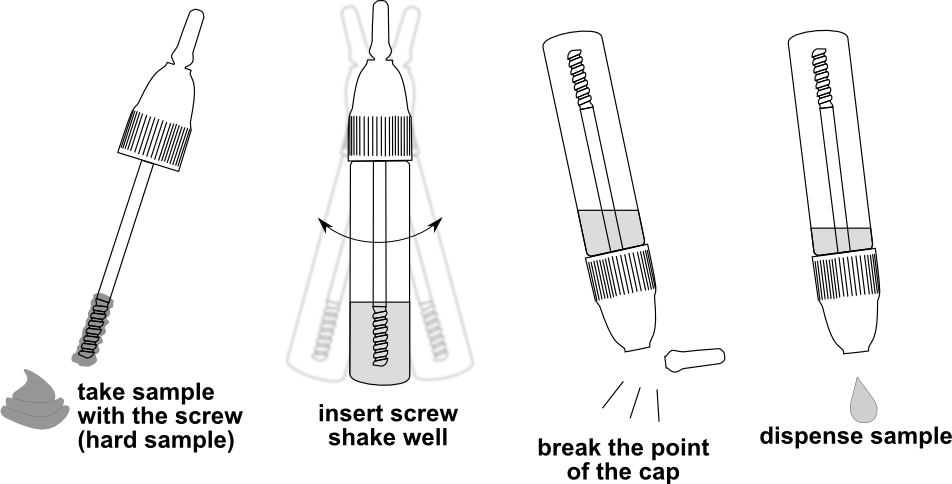 take sample
with the screw
(hard sample)
insert screw
shake well
break the point
of the cap
dispense sample